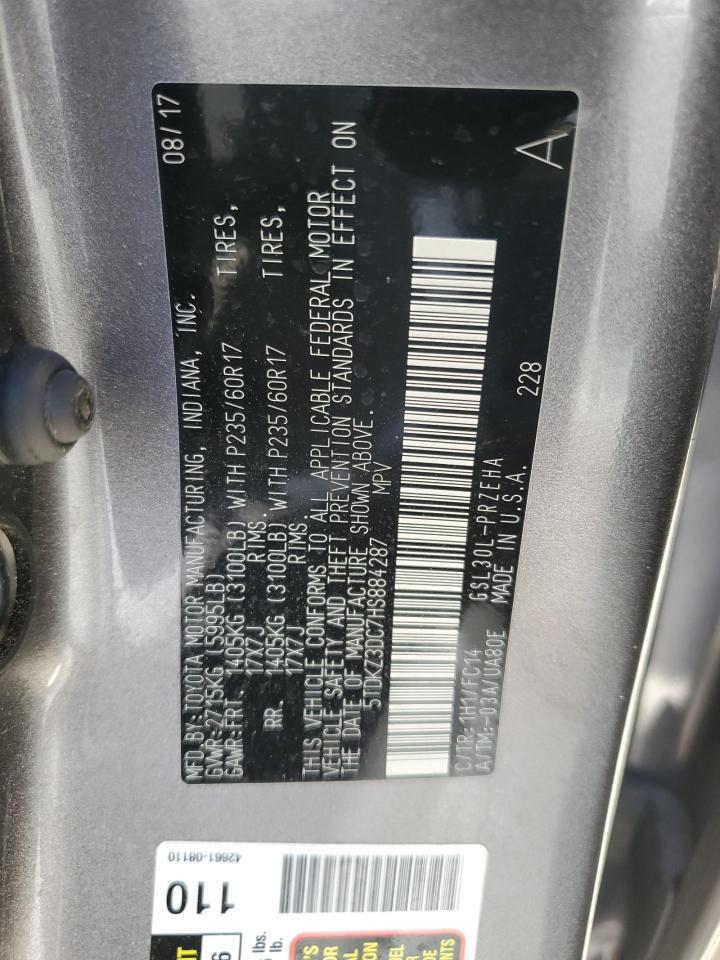 MFD BY:TOYOTA MOTOR MANUFACTURING, INDIANA, INC. 08/17
GVWR:2715KG (5995LB)
GAWR:FRT. 1405KG (3100LB) WITH P235/60R17 TIRES,
17X7J RIMS
RR. 1405KG (3100LB) WITH P235/60R17 TIRES,
17X7J RIMS
THIS VEHICLE CONFORMS TO ALL APPLICABLE FEDERAL MOTOR
VEHICLE SAFETY AND THEFT PREVENTION STANDARDS IN EFFECT ON
THE DATE OF MANUFACTURE SHOWN ABOVE.
5TDKZ3DC7HS884287 MPV
C/TR:1H1/FC14 GSL30L-PRZEHA 228
A/TM:-03A/UA80E MADE IN U.S.A.
A
42661-08110
110
lbs.
lb.